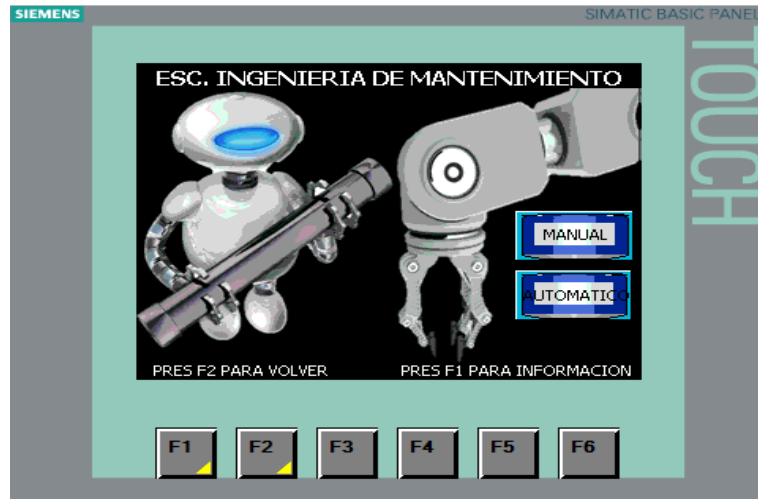 SIEMENS
SIMATIC BASIC PANEL
TOUCH
ESC. INGENIERIA DE MANTENIMIENTO
MANUAL
AUTOMATICO
PRES F2 PARA VOLVER
PRES F1 PARA INFORMACION
F1 F2 F3 F4 F5 F6